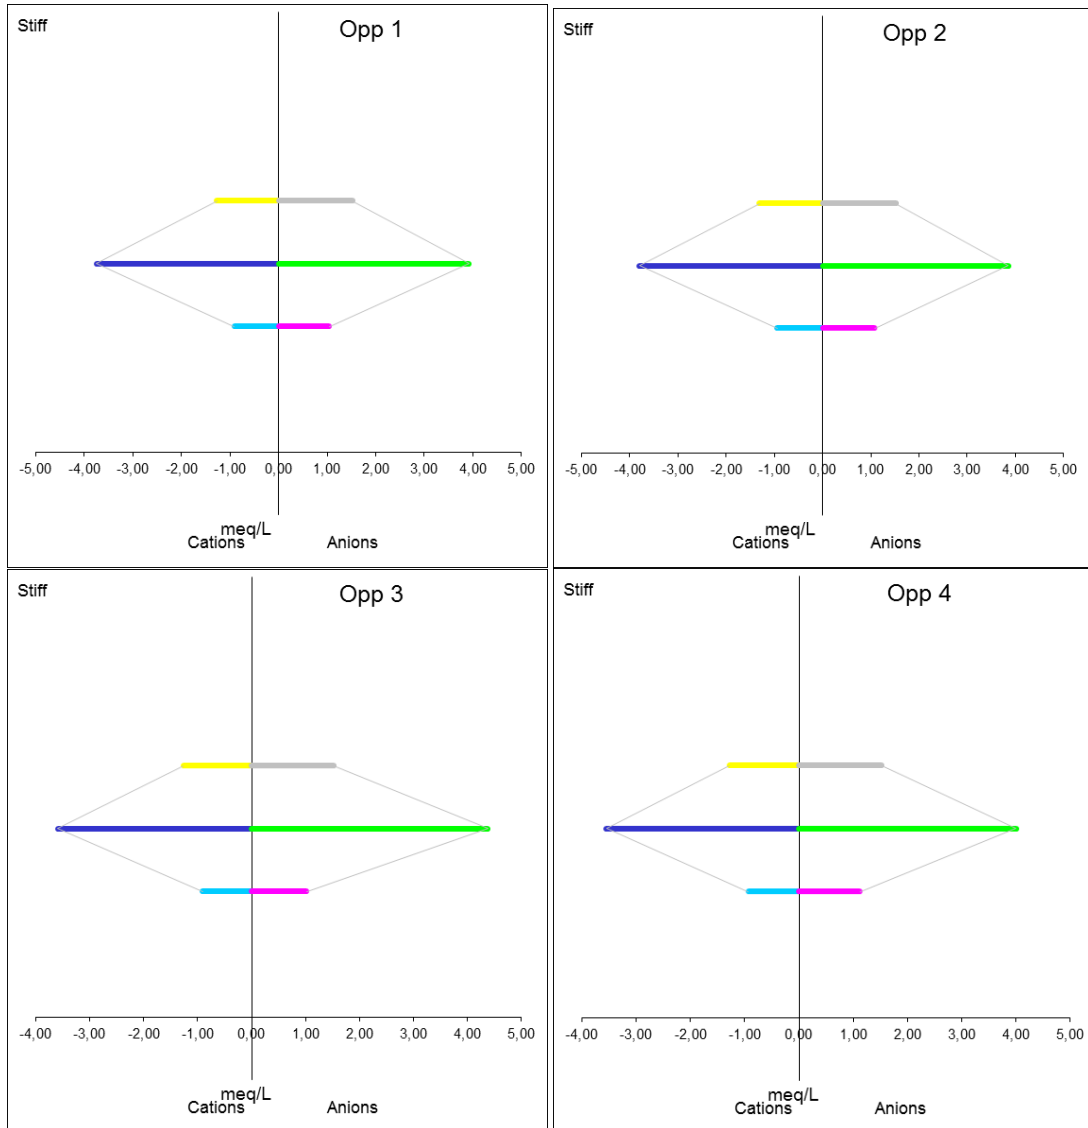 Stiff
Opp 1
-5,00 -4,00 -3,00 -2,00 -1,00 0,00 1,00 2,00 3,00 4,00 5,00
meq/L
Cations Anions
Stiff
Opp 2
-5,00 -4,00 -3,00 -2,00 -1,00 0,00 1,00 2,00 3,00 4,00 5,00
meq/L
Cations Anions
Stiff
Opp 3
-4,00 -3,00 -2,00 -1,00 0,00 1,00 2,00 3,00 4,00 5,00
meq/L
Cations Anions
Stiff
Opp 4
-4,00 -3,00 -2,00 -1,00 0,00 1,00 2,00 3,00 4,00 5,00
meq/L
Cations Anions